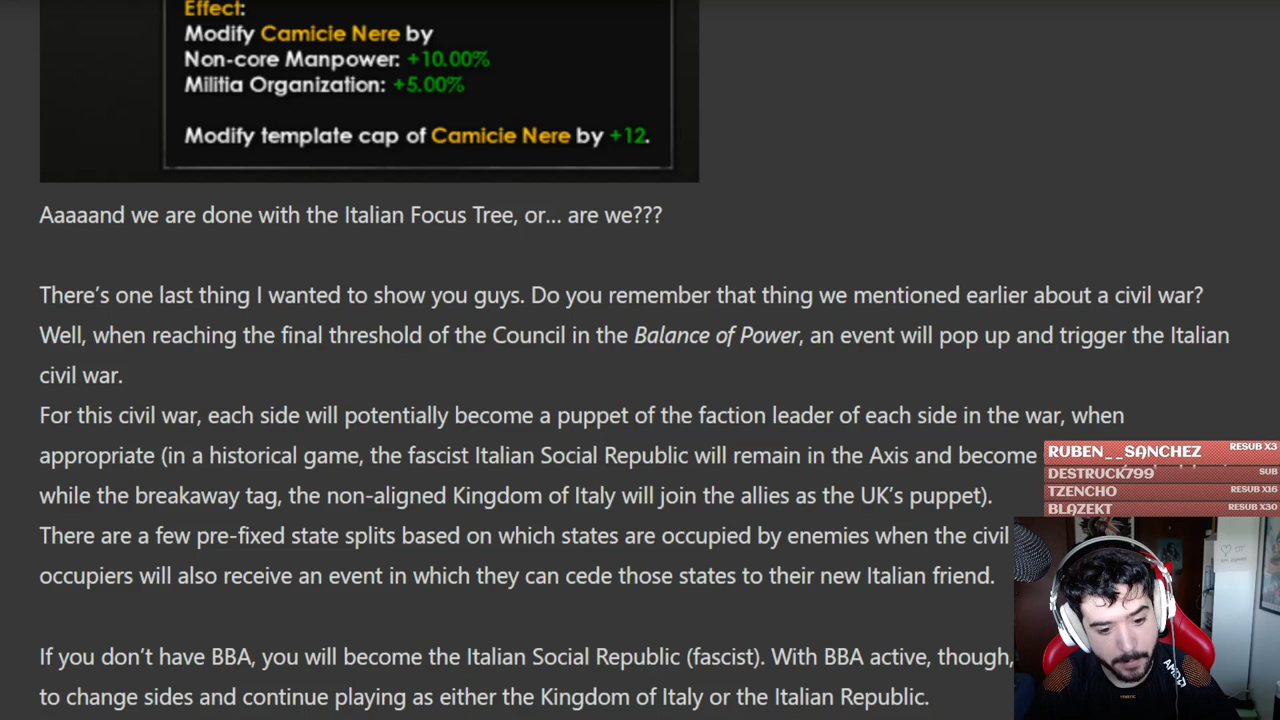 Effect:
Modify Camicie Nere by
Non-core Manpower: +10.00%
Militia Organization: +5.00%
Modify template cap of Camicie Nere by +12.
Aaaaand we are done with the Italian Focus Tree, or... are we???
There's one last thing I wanted to show you guys. Do you remember that thing we mentioned earlier about a civil war?
Well, when reaching the final threshold of the Council in the Balance of Power, an event will pop up and trigger the Italian
civil war.
For this civil war, each side will potentially become a puppet of the faction leader of each side in the war, when
appropriate (in a historical game, the fascist Italian Social Republic will remain in the Axis and become
while the breakaway tag, the non-aligned Kingdom of Italy will join the allies as the UK's puppet).
There are a few pre-fixed state splits based on which states are occupied by enemies when the civil
occupiers will also receive an event in which they can cede those states to their new Italian friend.
If you don't have BBA, you will become the Italian Social Republic (fascist). With BBA active, though,
to change sides and continue playing as either the Kingdom of Italy or the Italian Republic.
RUBEN__SANCHEZ RESUB X3
DESTRUCK799 SUB
TZENCHO RESUB X16
BLAZEKT RESUB X30
AMD